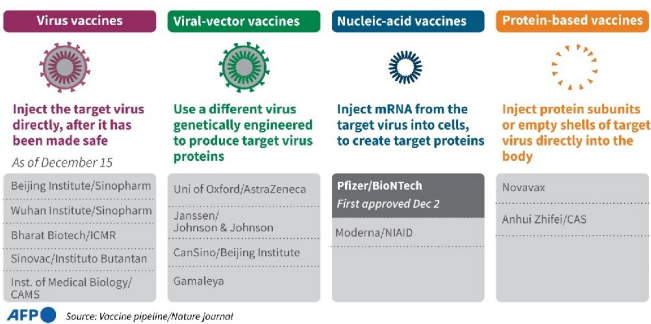 Virus vaccines
Inject the target virus
directly, after it has
been made safe
As of December 15
Beijing Institute/Sinopharm
Wuhan Institute/Sinopharm
Bharat Biotech/ICMR
Sinovac/Instituto Butantan
Inst. of Medical Biology/
CAMS
Viral-vector vaccines
Use a different virus
genetically engineered
to produce target virus
proteins
Uni of Oxford/AstraZeneca
Janssen/
Johnson & Johnson
CanSino/Beijing Institute
Gamaleya
Nucleic-acid vaccines
Inject mRNA from the
target virus into cells,
to create target proteins
Pfizer/BioNTech
First approved Dec 2
Moderna/NIAID
Protein-based vaccines
Inject protein subunits
or empty shells of target
virus directly into the
body
Novavax
Anhui Zhifei/CAS
AFP
Source: Vaccine pipeline/Nature journal